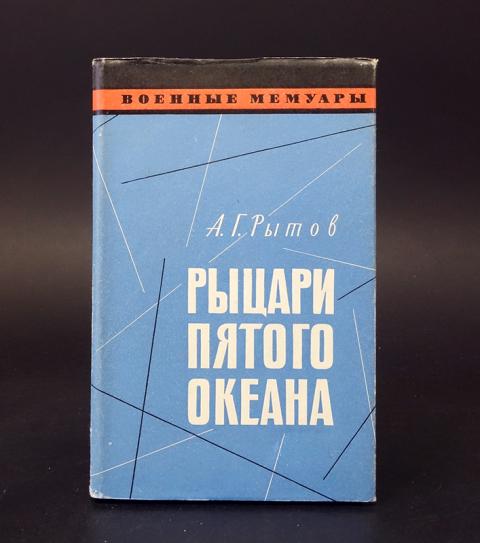 ВОЕННЫЕ МЕМУАРЫ
А. Г. Рытов
РЫЦАРИ
ПЯТОГО
ОКЕАНА